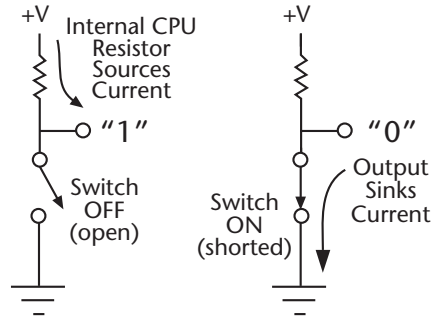 +V
Internal CPU
Resistor
Sources
Current
"1"
Switch
OFF
(open)
+V
"0"
Switch
ON
(shorted)
Output
Sinks
Current